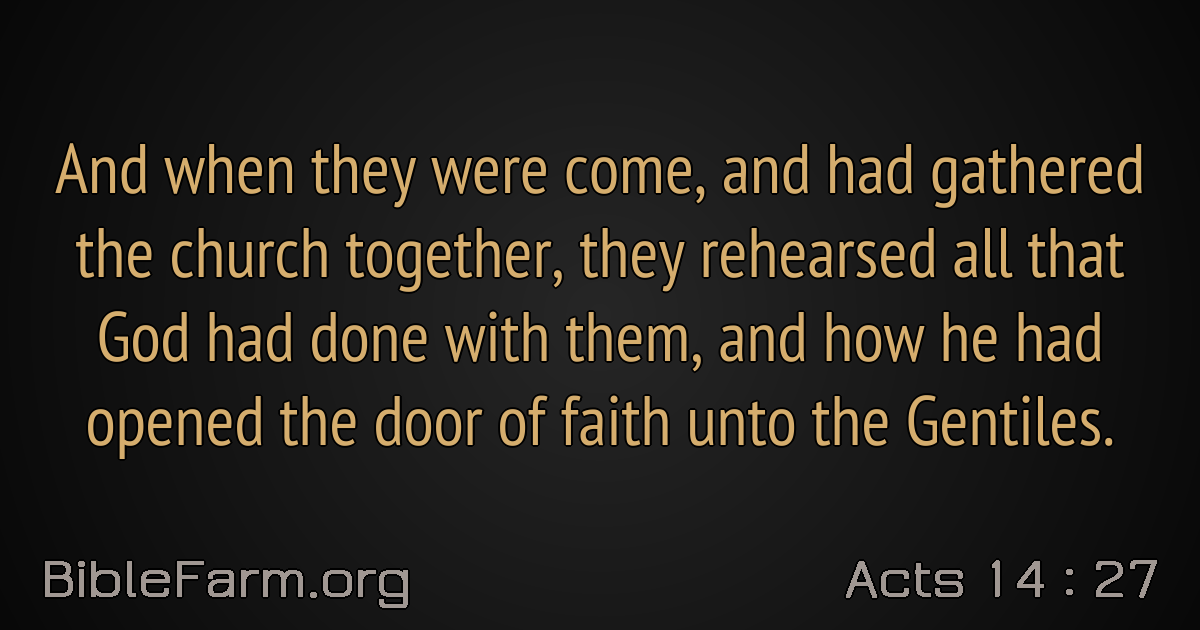 And when they were come, and had gathered
the church together, they rehearsed all that
God had done with them, and how he had
opened the door of faith unto the Gentiles.
BibleFarm.org
Acts 14 : 27